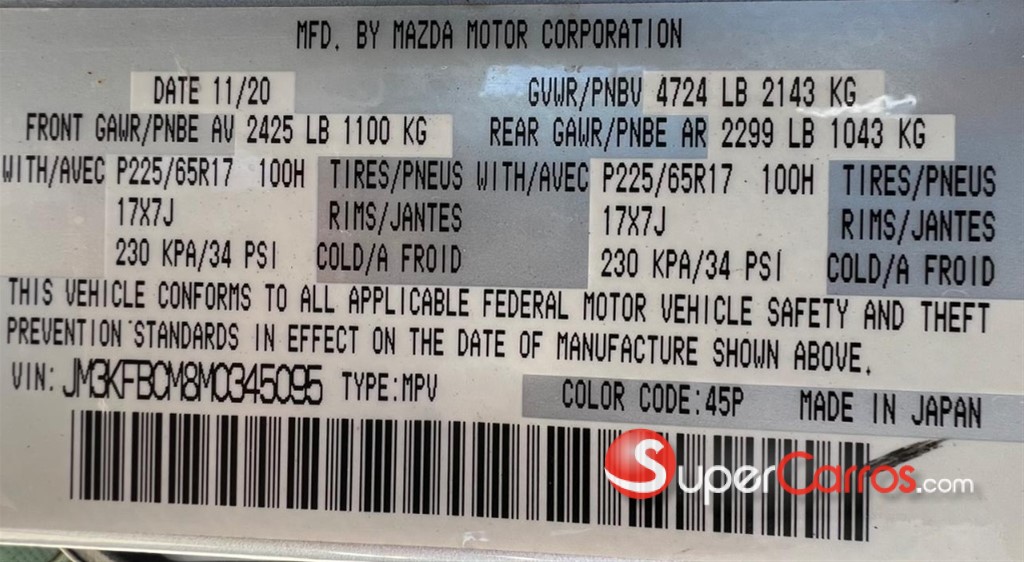 MFD. BY MAZDA MOTOR CORPORATION
DATE 11/20 GVWR/PNBV 4724 LB 2143 KG
FRONT GAWR/PNBE AV 2425 LB 1100 KG REAR GAWR/PNBE AR 2299 LB 1043 KG
WITH/AVEC P225/65R17 100H TIRES/PNEUS WITH/AVEC P225/65R17 100H TIRES/PNEUS
17X7J RIMS/JANTES 17X7J RIMS/JANTES
230 KPA/34 PSI COLD/A FROID 230 KPA/34 PSI COLD/A FROID
THIS VEHICLE CONFORMS TO ALL APPLICABLE FEDERAL MOTOR VEHICLE SAFETY AND THEFT
PREVENTION STANDARDS IN EFFECT ON THE DATE OF MANUFACTURE SHOWN ABOVE.
VIN: JM3KFBCM8M0345095 TYPE:MPV COLOR CODE:45P MADE IN JAPAN
SuperCarros.com